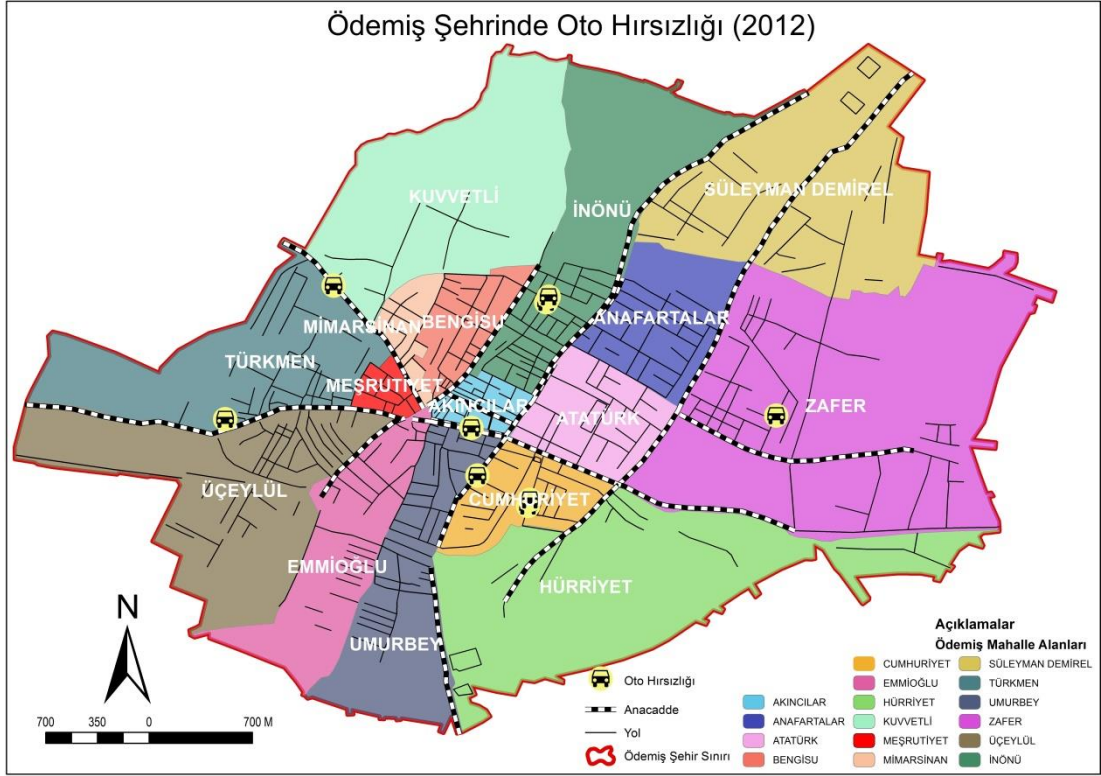 Ödemiş Şehrinde Oto Hırsızlığı (2012)
KUVVETLİ
İNÖNÜ
SÜLEYMAN DEMİREL
MİMARSİNAN
BENGİSU
ANAFARTALAR
TÜRKMEN
MEŞRUTİYET
AKINCILAR
ATATÜRK
ZAFER
ÜÇEYLÜL
CUMHURİYET
EMMİOĞLU
HÜRRİYET
UMURBEY
N
700 350 0 700 M
Oto Hırsızlığı
Anacadde
Yol
Ödemiş Şehir Sınırı
Açıklamalar
Ödemiş Mahalle Alanları
AKINCILAR
ANAFARTALAR
ATATÜRK
BENGİSU
CUMHURİYET
EMMİOĞLU
HÜRRİYET
KUVVETLİ
MEŞRUTİYET
MİMARSİNAN
SÜLEYMAN DEMİREL
TÜRKMEN
UMURBEY
ZAFER
ÜÇEYLÜL
İNÖNÜ